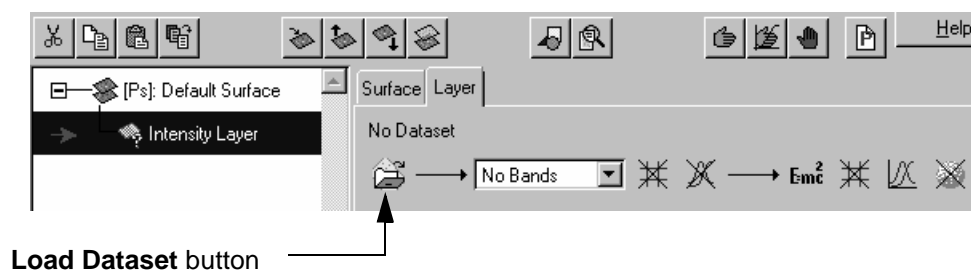 Help
[Ps]: Default Surface
Surface Layer
Intensity Layer
No Dataset
No Bands
Emc2
Load Dataset button